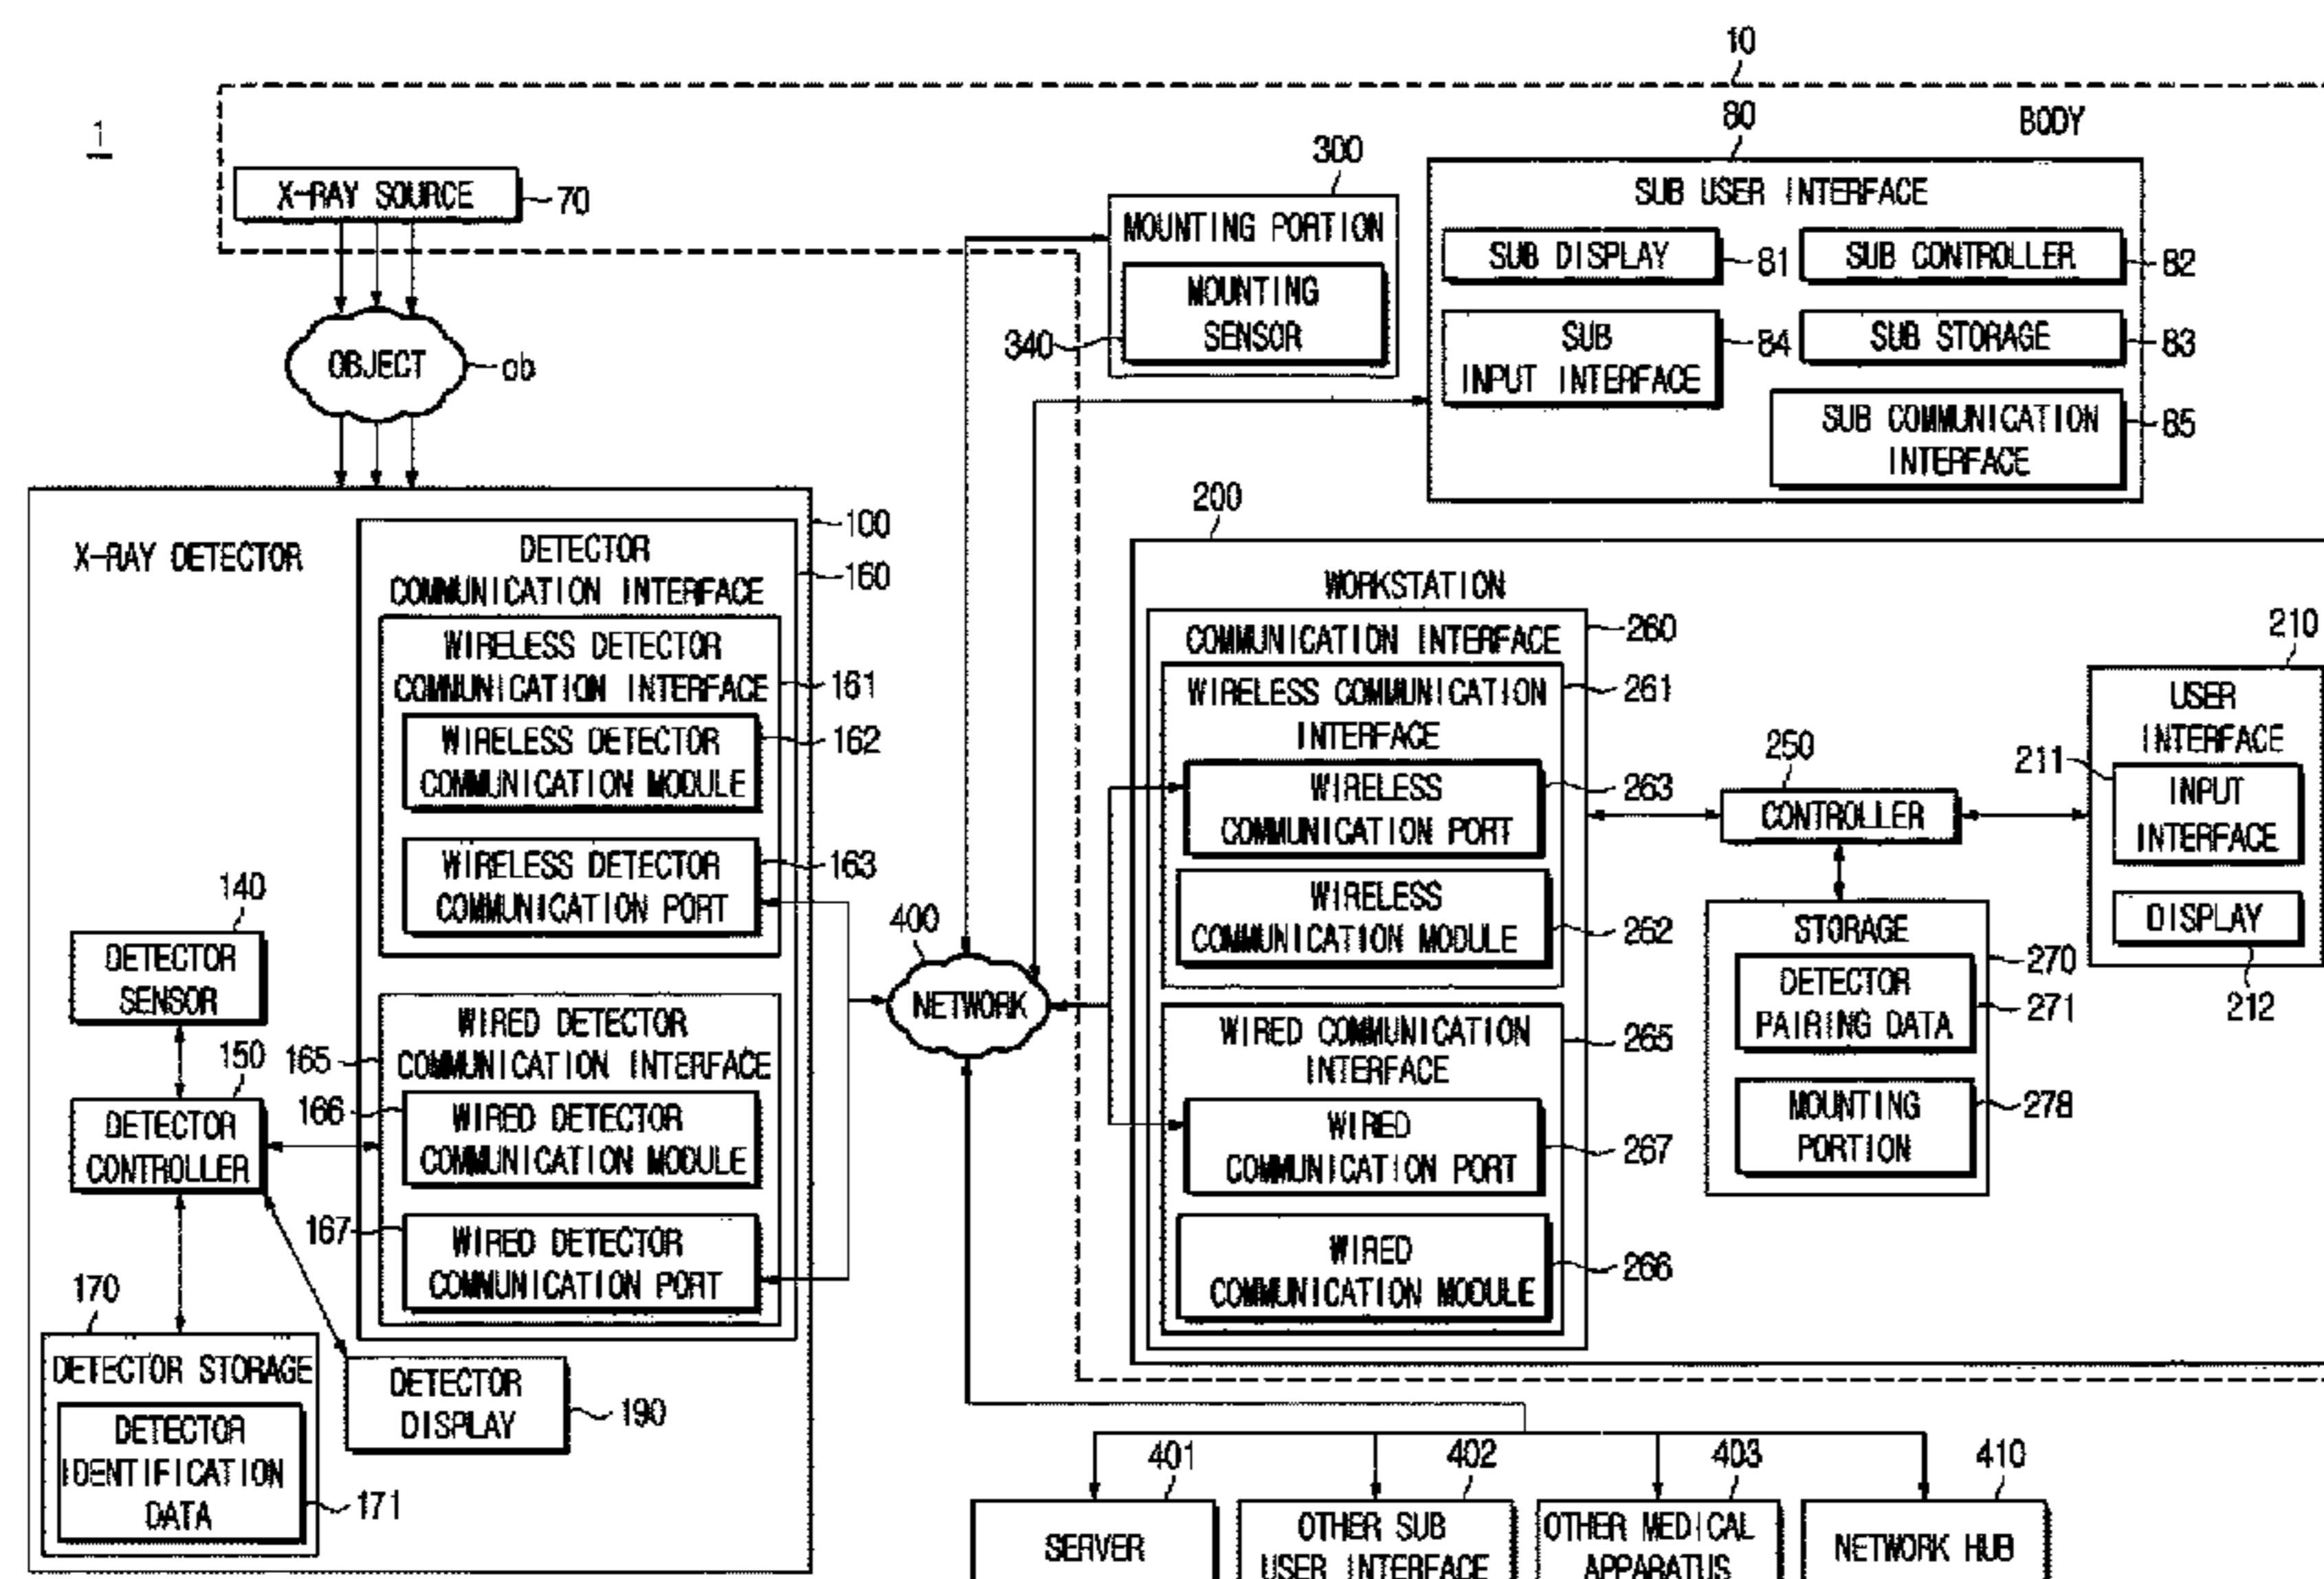 10
1
80
BODY
300
X-RAY SOURCE
70
SUB USER INTERFACE
MOUNTING PORTION
SUB DISPLAY
81
SUB CONTROLLER
82
MOUNTING
SENSOR
340
SUB
INPUT INTERFACE
84
SUB STORAGE
83
OBJECT
ob
SUB COMMUNICATION
INTERFACE
85
200
100
X-RAY DETECTOR
DETECTOR
COMMUNICATION INTERFACE
160
WORKSTATION
WIRELESS DETECTOR
COMMUNICATION INTERFACE
161
COMMUNICATION INTERFACE
260
210
WIRELESS COMMUNICATION
INTERFACE
261
USER
INTERFACE
WIRELESS DETECTOR
COMMUNICATION MODULE
162
250
211
WIRELESS
COMMUNICATION PORT
263
CONTROLLER
INPUT
INTERFACE
WIRELESS DETECTOR
COMMUNICATION PORT
163
140
400
WIRELESS
COMMUNICATION MODULE
262
STORAGE
DISPLAY
DETECTOR
SENSOR
270
NETWORK
DETECTOR
PAIRING DATA
271
212
WIRED DETECTOR
COMMUNICATION INTERFACE
150
165
WIRED COMMUNICATION
INTERFACE
265
166
WIRED DETECTOR
COMMUNICATION MODULE
DETECTOR
CONTROLLER
MOUNTING
PORTION
278
WIRED
COMMUNICATION PORT
267
167
WIRED DETECTOR
COMMUNICATION PORT
WIRED
COMMUNICATION MODULE
266
170
DETECTOR STORAGE
DETECTOR
DISPLAY
190
DETECTOR
IDENTIFICATION
DATA
171
401
402
403
410
SERVER
OTHER SUB
USER INTERFACE
OTHER MEDICAL
APPARATUS
NETWORK HUB